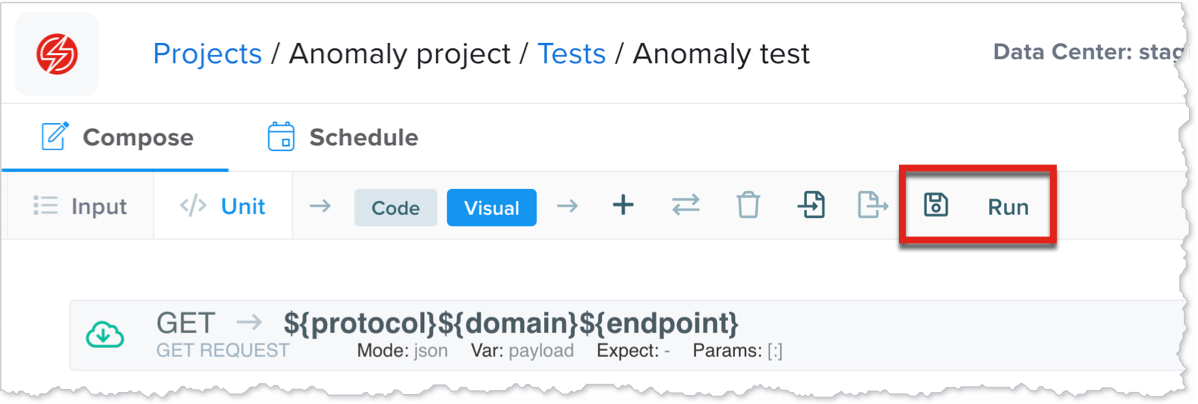 Projects / Anomaly project / Tests / Anomaly test
Data Center: stag
Compose
Schedule
Input
</> Unit
Code
Visual
Run
GET → ${protocol}${domain}${endpoint}
GET REQUEST Mode: json Var: payload Expect: - Params: [:]